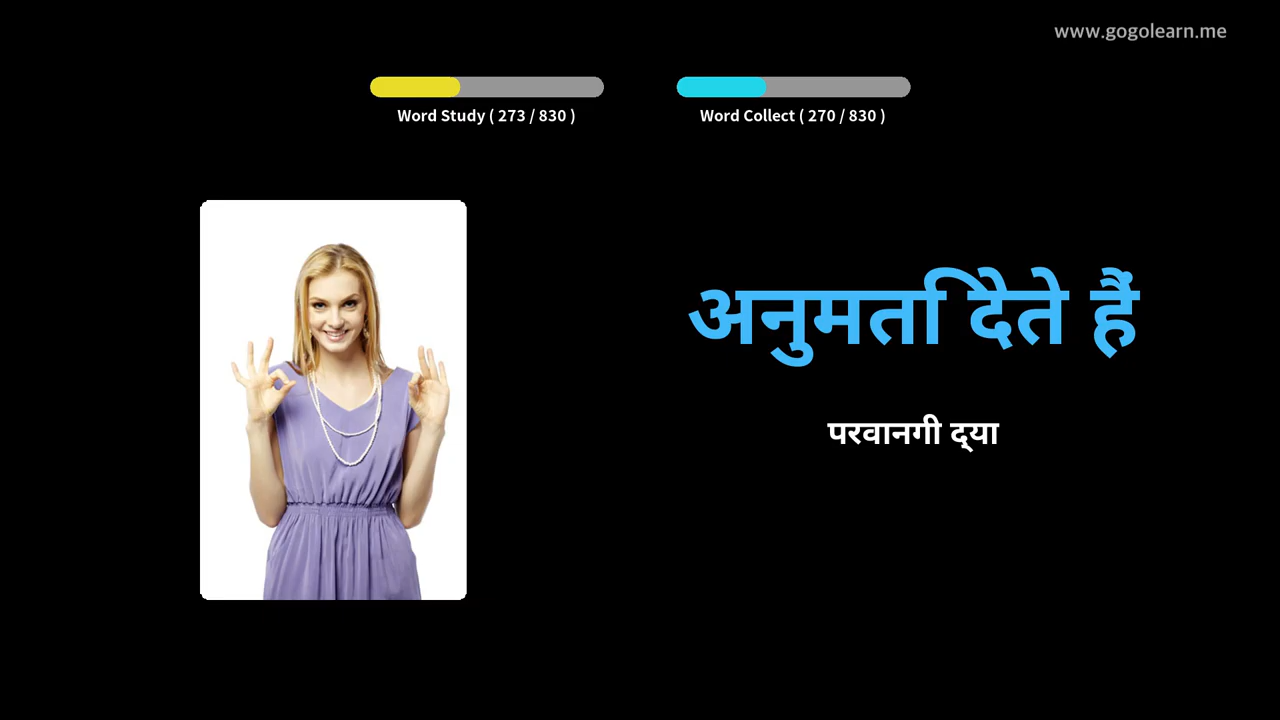 www.gogolearn.me
Word Study ( 273 / 830 )
Word Collect ( 270 / 830 )
अनुमति देते हैं
परवानगी द्या